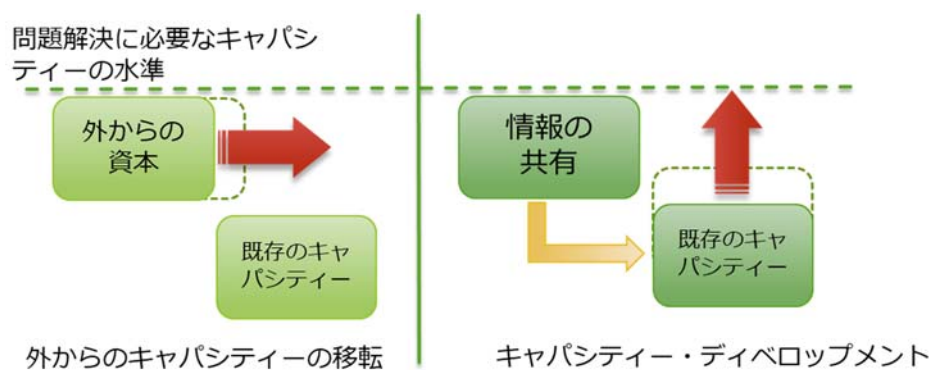 問題解決に必要なキャパシ
ティーの水準
外からの
資本
既存のキャ
パシティー
外からのキャパシティーの移転
情報の
共有
既存のキャ
パシティー
キャパシティー・ディベロップメント